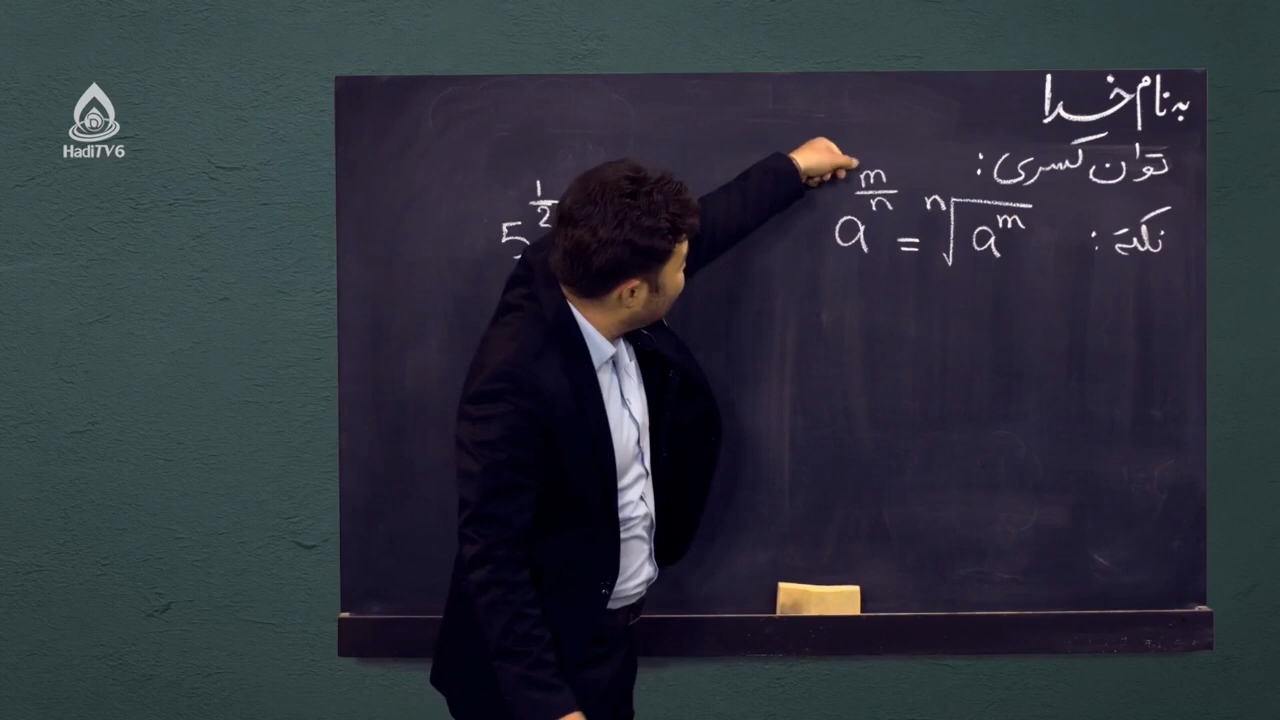 به نام خدا
توان کسری :
نکته : a^(m/n) = ⁿ√(a^m)
5^(1/2)
HadiTV6